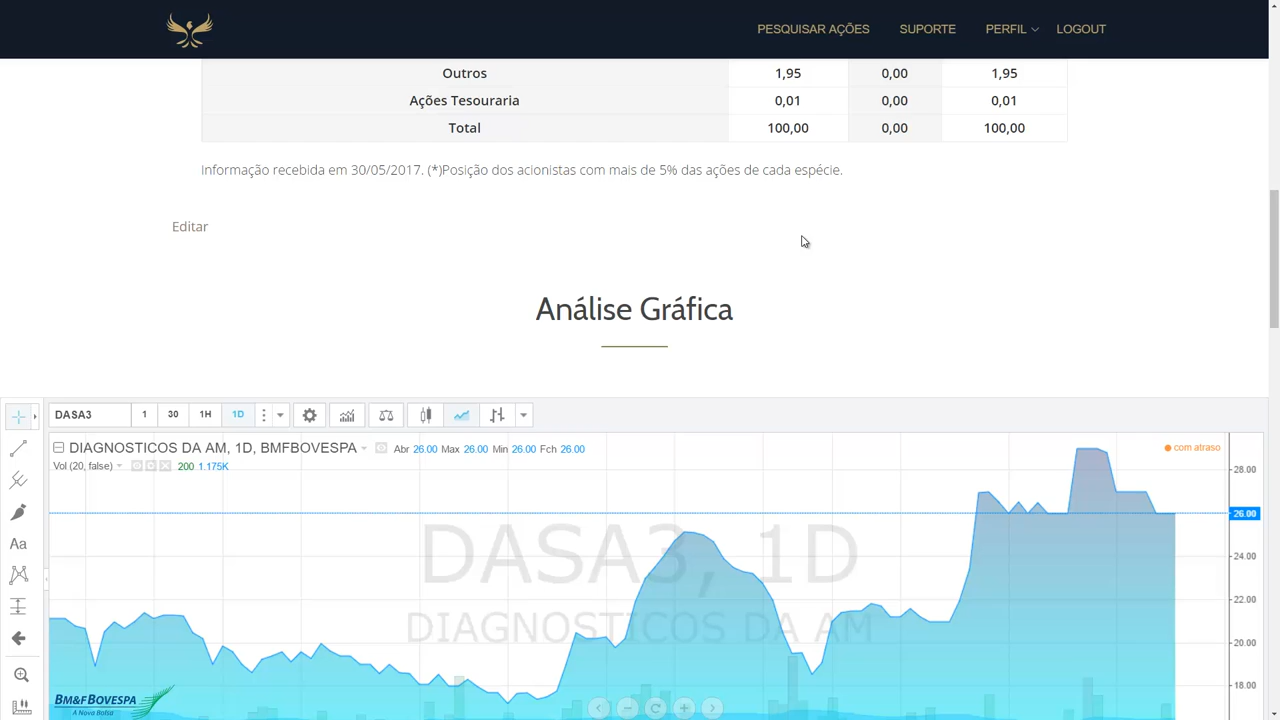 PESQUISAR AÇÕES SUPORTE PERFIL LOGOUT
Outros 1,95 0,00 1,95
Ações Tesouraria 0,01 0,00 0,01
Total 100,00 0,00 100,00
Informação recebida em 30/05/2017. (*)Posição dos acionistas com mais de 5% das ações de cada espécie.
Editar
Análise Gráfica
DASA3 1 30 1H 1D
DIAGNOSTICOS DA AM, 1D, BMFBOVESPA Abr 26.00 Max 26.00 Min 26.00 Fch 26.00 com atraso
Vol (20, false) 200 1.175K
28.00
26.00
24.00
22.00
20.00
18.00
DASA3, 1D
DIAGNOSTICOS DA AM
Aa
BM&FBOVESPA
A Nova Bolsa